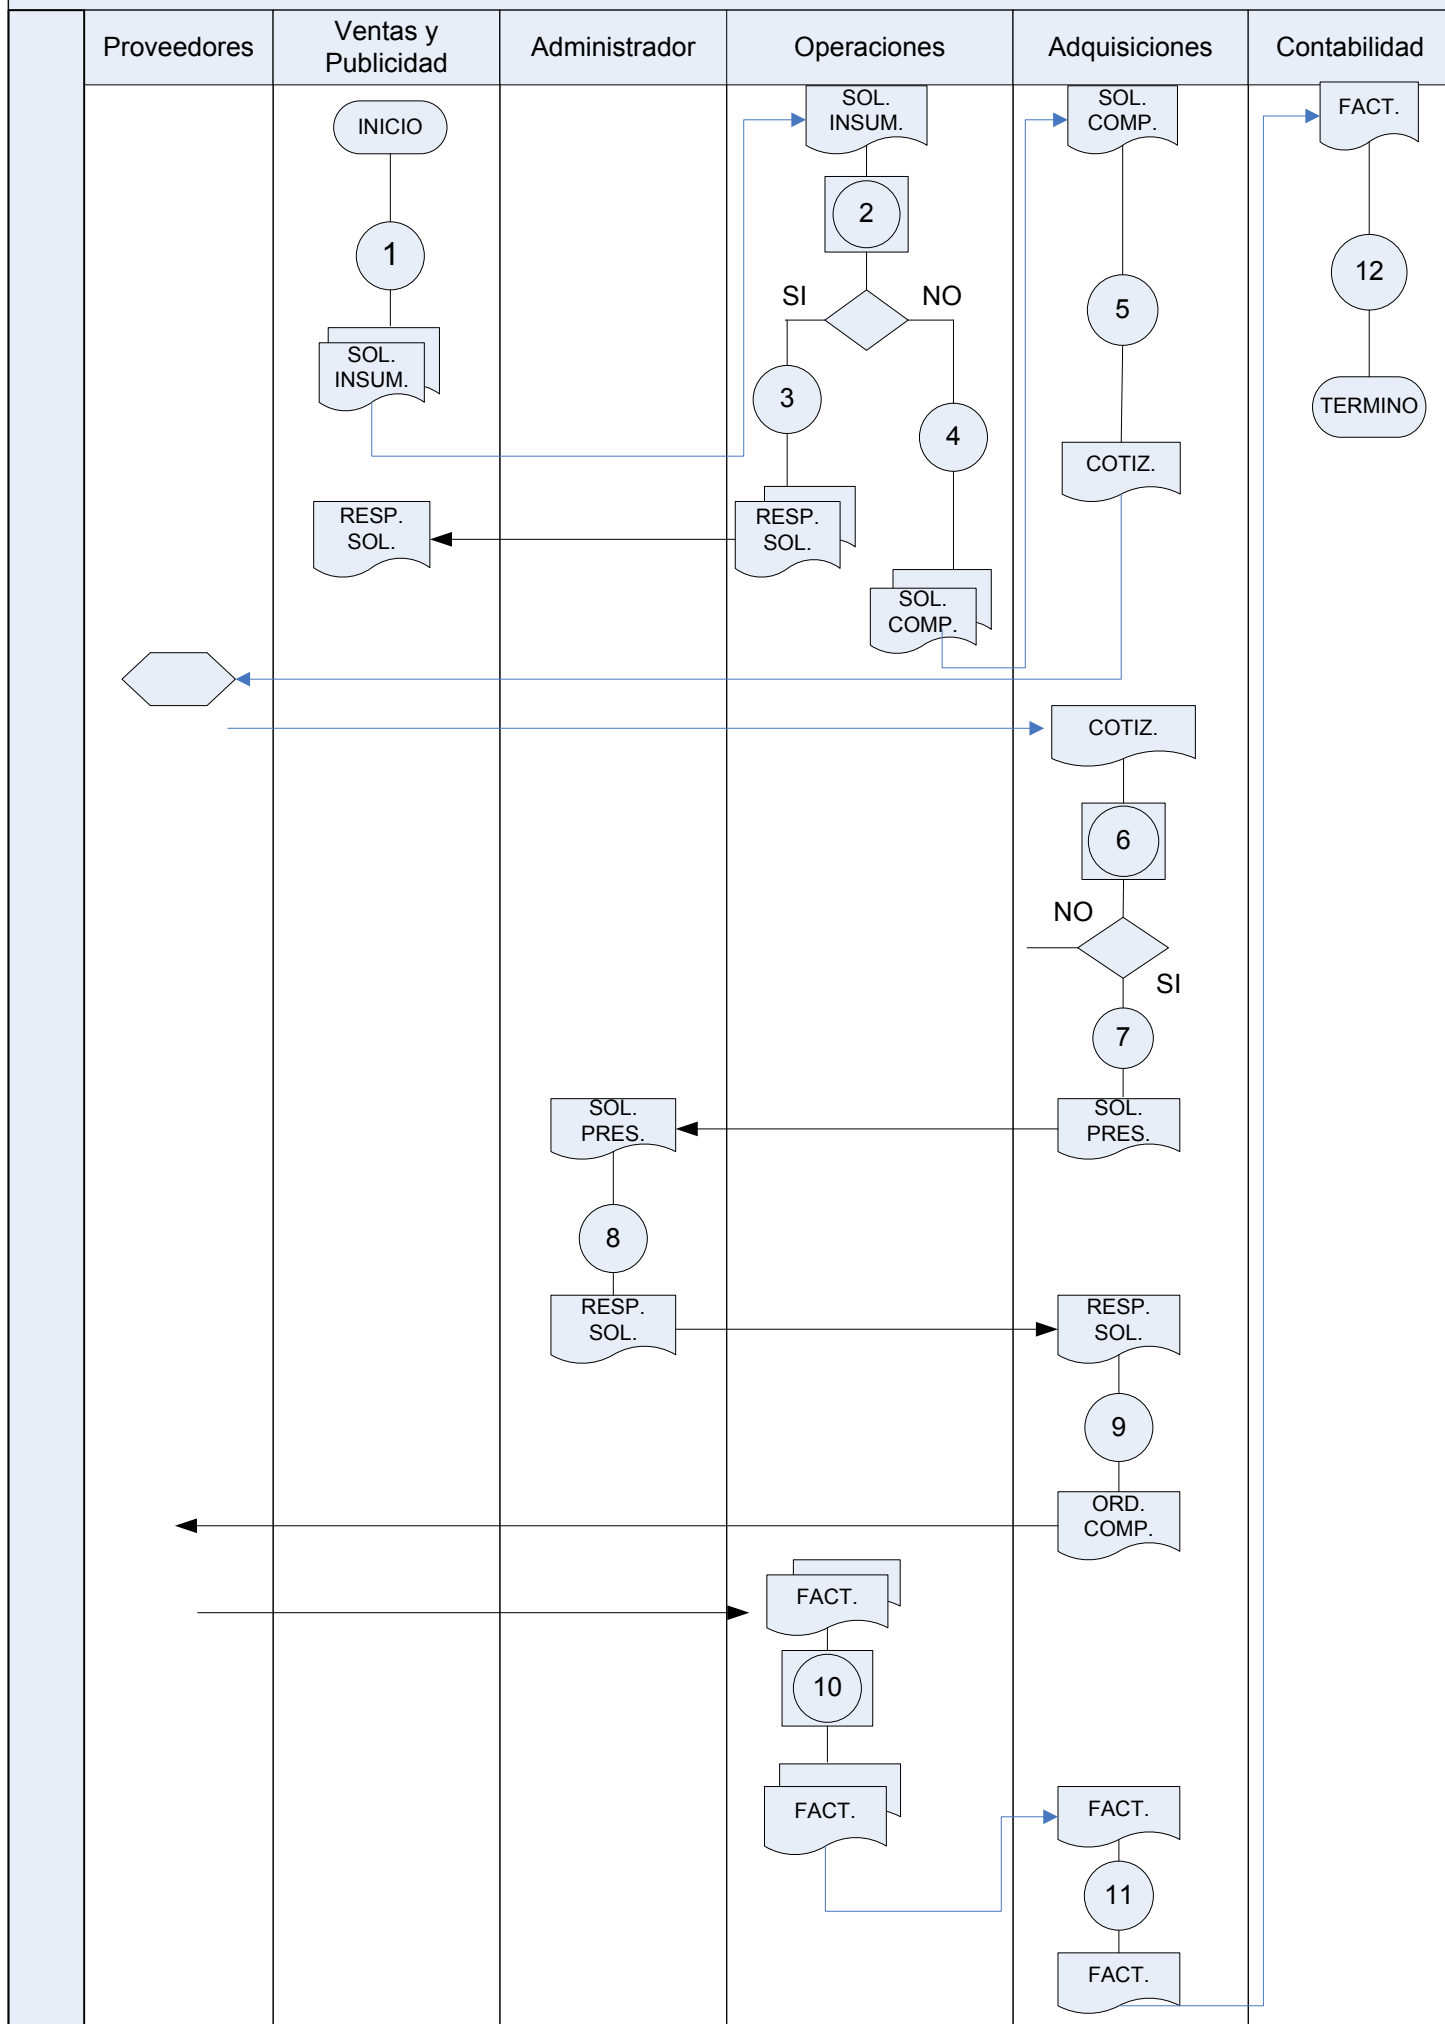 Proveedores
Ventas y
Publicidad
Administrador
Operaciones
Adquisiciones
Contabilidad
INICIO
1
SOL.
INSUM.
RESP.
SOL.
SOL.
INSUM.
2
SI
NO
3
4
RESP.
SOL.
SOL.
COMP.
SOL.
COMP.
5
COTIZ.
FACT.
12
TERMINO
COTIZ.
6
NO
SI
7
SOL.
PRES.
SOL.
PRES.
8
RESP.
SOL.
RESP.
SOL.
9
ORD.
COMP.
FACT.
10
FACT.
FACT.
11
FACT.